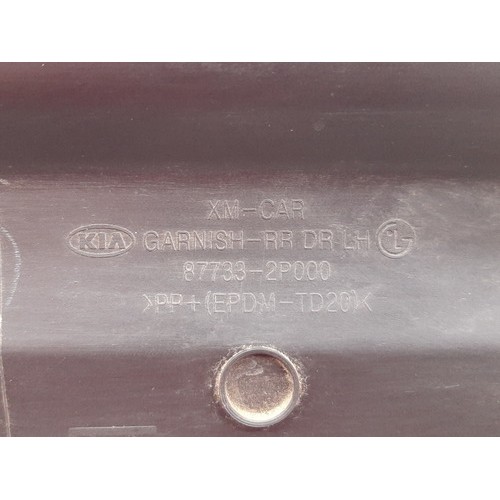 XM-CAR
KIA GARNISH-RR DR LH
87733-2P000
>PP+(EPDM-TD20)<